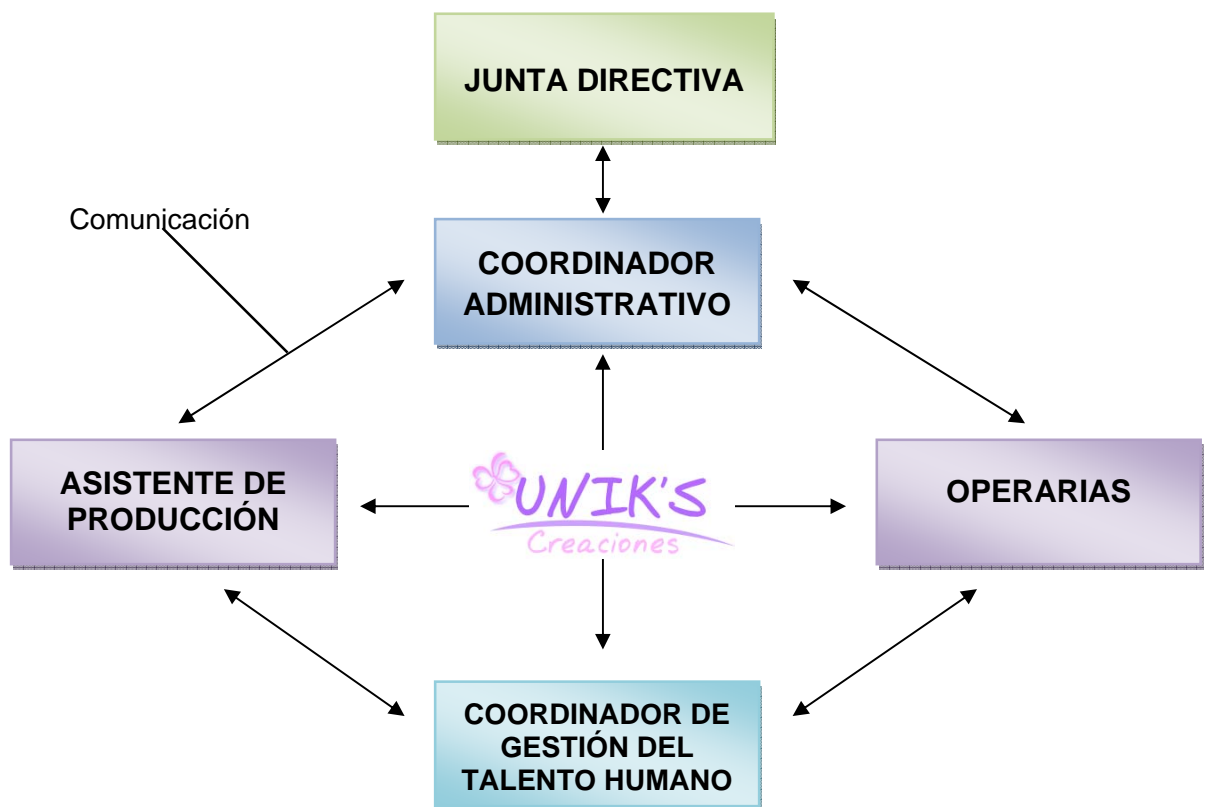 JUNTA DIRECTIVA
Comunicación
COORDINADOR
ADMINISTRATIVO
ASISTENTE DE
PRODUCCIÓN
UNIK'S
Creaciones
OPERARIAS
COORDINADOR DE
GESTIÓN DEL
TALENTO HUMANO